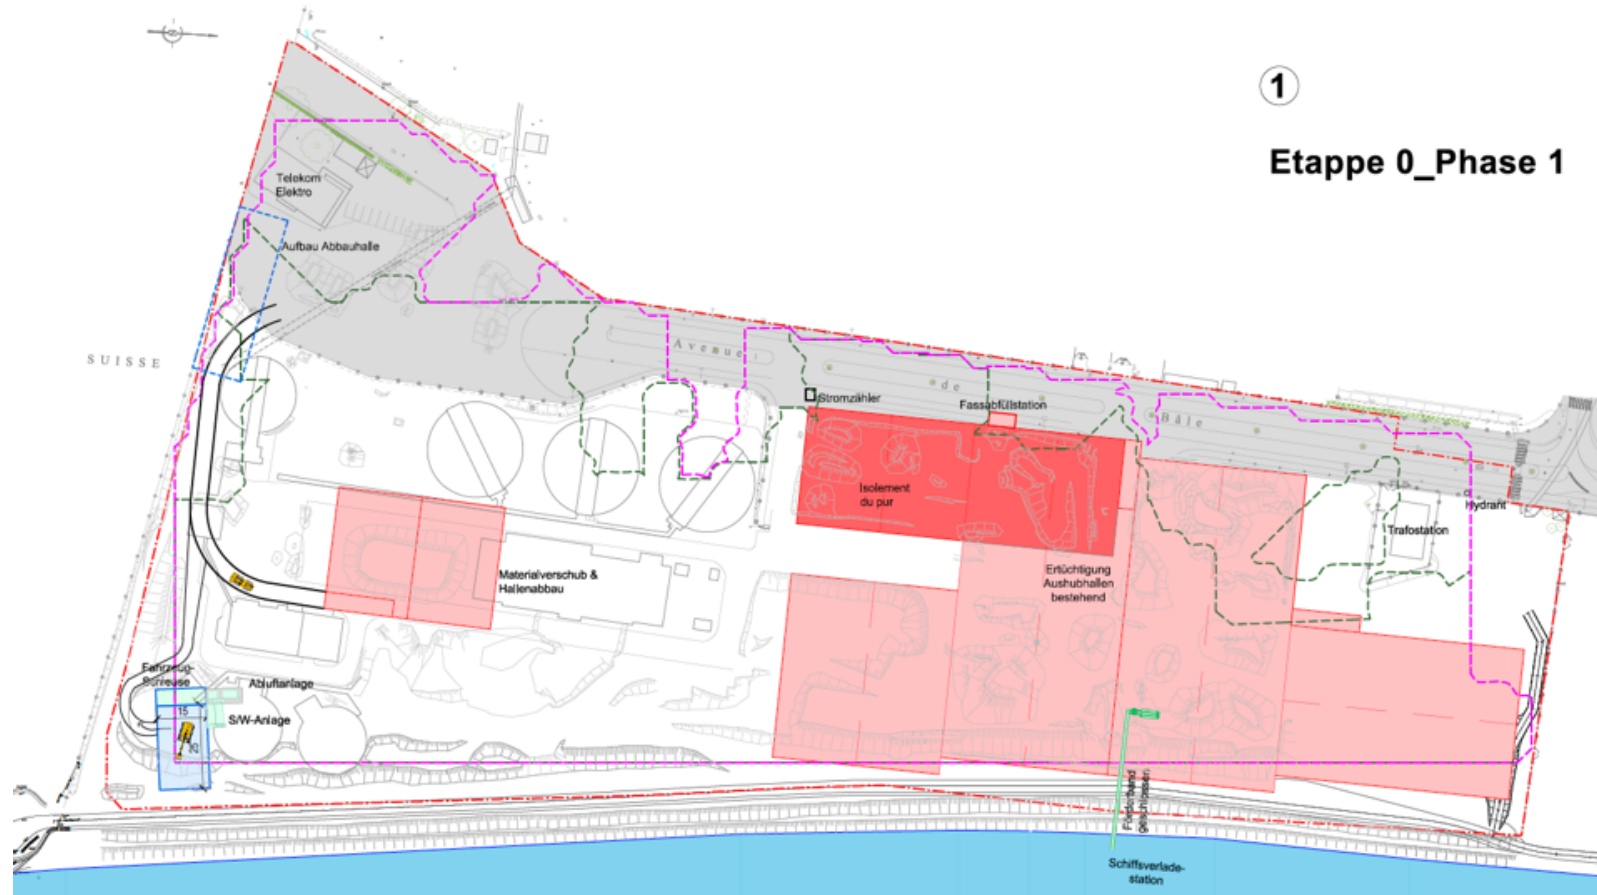 1
Etappe 0_Phase 1
Telekom
Elektro
Aufbau Abbauhalle
SUISSE
Avenue
de
Bâle
Stromzähler
Fassabfüllstation
Isolement
du pur
Hydrant
Trafostation
Materialverschub &
Hallenabbau
Ertüchtigung
Aushubhallen
bestehend
Fahrzeug-
Schleuse
Abluftanlage
15
S/W-Anlage
Förderband
geschlossen
Schiffsverlade-
station